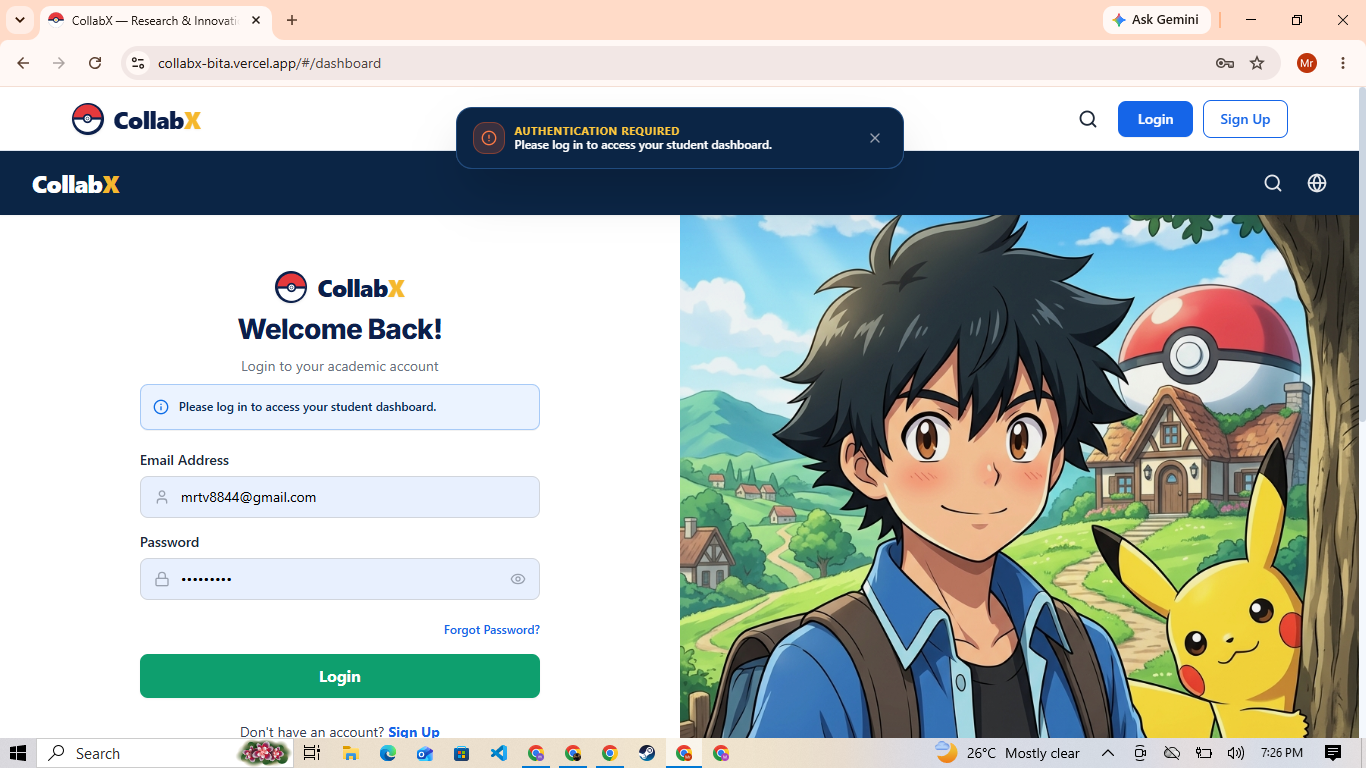 CollabX — Research & Innovati
Ask Gemini
collabx-bita.vercel.app/#/dashboard
Mr
CollabX
AUTHENTICATION REQUIRED
Please log in to access your student dashboard.
Login
Sign Up
CollabX
CollabX
Welcome Back!
Login to your academic account
Please log in to access your student dashboard.
Email Address
mrtv8844@gmail.com
Password
•••••••••
Forgot Password?
Login
Don't have an account? Sign Up
Search
26°C Mostly clear
7:26 PM